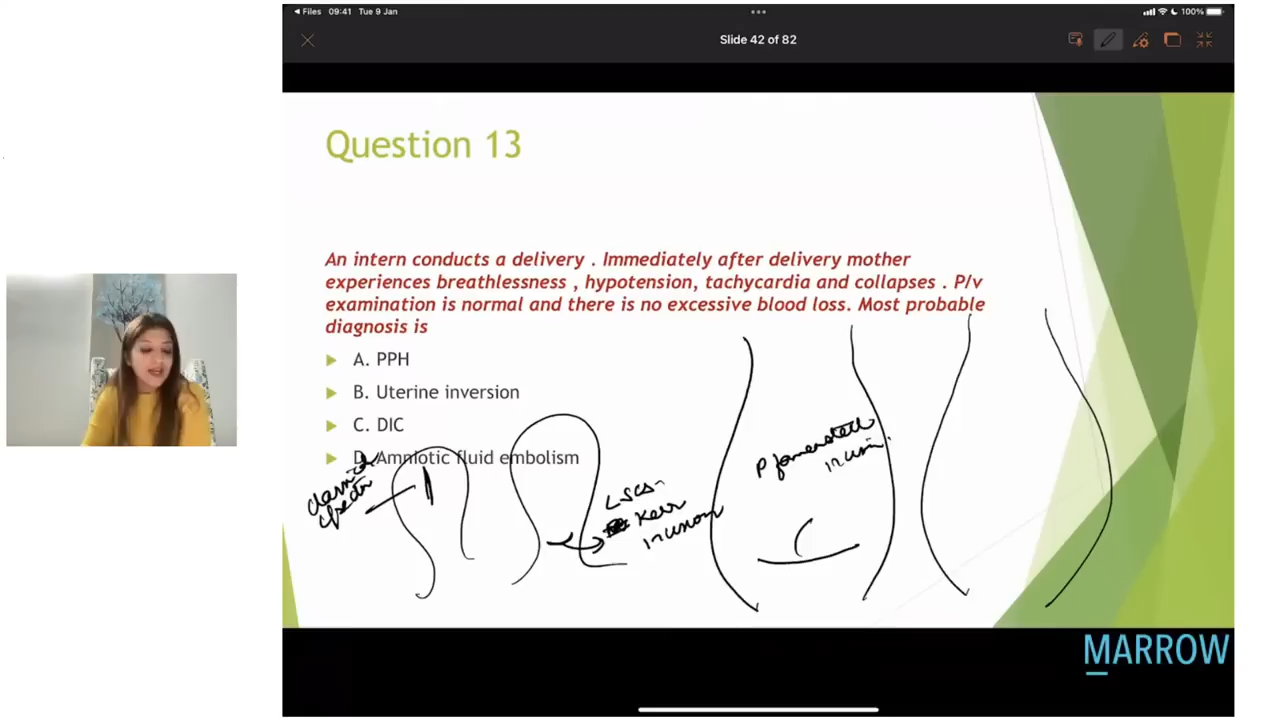 Files 09:41 Tue 9 Jan
100%
Slide 42 of 82
Question 13
An intern conducts a delivery . Immediately after delivery mother
experiences breathlessness , hypotension, tachycardia and collapses . P/v
examination is normal and there is no excessive blood loss. Most probable
diagnosis is
A. PPH
B. Uterine inversion
C. DIC
D. Amniotic fluid embolism
LSCS-
Kerr
incision
incision
MARROW